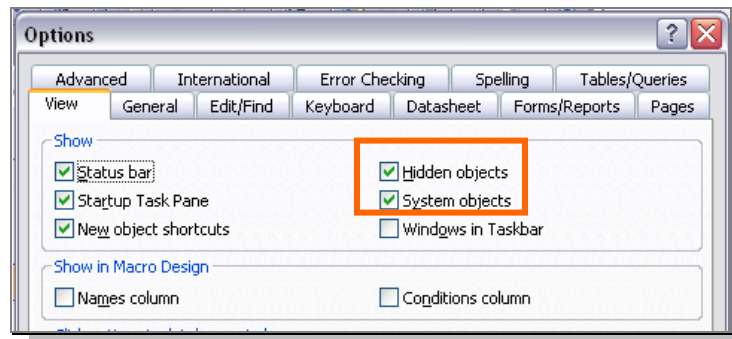 Options
Advanced International Error Checking Spelling Tables/Queries
View General Edit/Find Keyboard Datasheet Forms/Reports Pages
Show
Status bar Hidden objects
Startup Task Pane System objects
New object shortcuts Windows in Taskbar
Show in Macro Design
Names column Conditions column